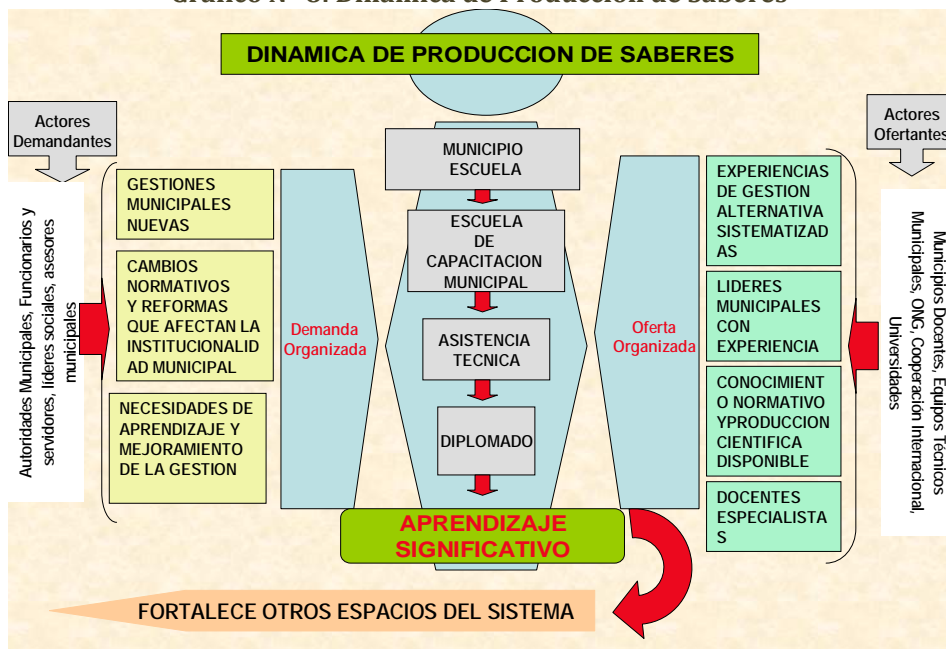 DINAMICA DE PRODUCCION DE SABERES
Actores
Demandantes
Autoridades Municipales, Funcionarios y
servidores, líderes sociales, asesores
municipales
GESTIONES
MUNICIPALES
NUEVAS
CAMBIOS
NORMATIVOS
Y REFORMAS
QUE AFECTAN LA
INSTITUCIONALID
AD MUNICIPAL
NECESIDADES DE
APRENDIZAJE Y
MEJORAMIENTO
DE LA GESTION
Demanda
Organizada
MUNICIPIO
ESCUELA
ESCUELA
DE
CAPACITACION
MUNICIPAL
ASISTENCIA
TECNICA
DIPLOMADO
APRENDIZAJE
SIGNIFICATIVO
Oferta
Organizada
EXPERIENCIAS
DE GESTION
ALTERNATIVA
SISTEMATIZAD
AS
LIDERES
MUNICIPALES
CON
EXPERIENCIA
CONOCIMIENT
O NORMATIVO
YPRODUCCION
CIENTIFICA
DISPONIBLE
DOCENTES
ESPECIALISTA
S
Actores
Ofertantes
Municipios Docentes, Equipos Técnicos
Municipales, ONG, Cooperación Internacional,
Universidades
FORTALECE OTROS ESPACIOS DEL SISTEMA